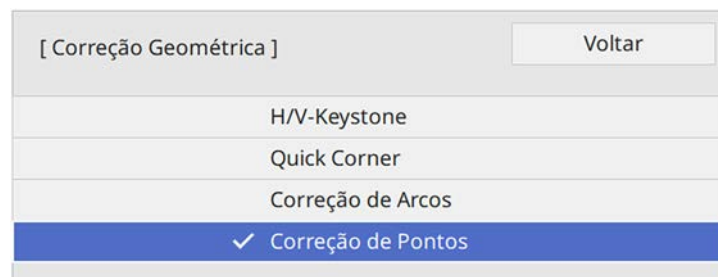 [ Correção Geométrica ]
Voltar
H/V-Keystone
Quick Corner
Correção de Arcos
Correção de Pontos